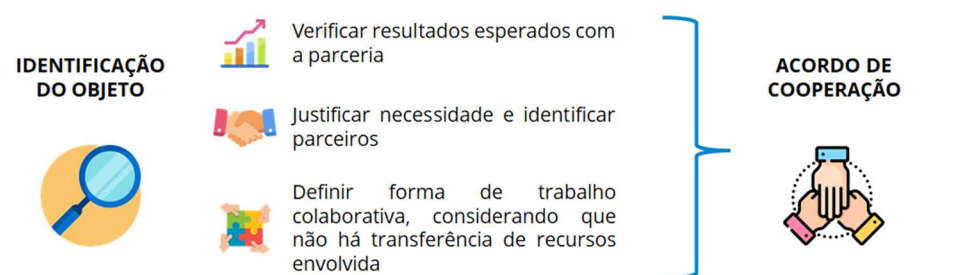 IDENTIFICAÇÃO
DO OBJETO
Verificar resultados esperados com
a parceria
Justificar necessidade e identificar
parceiros
Definir forma de trabalho
colaborativa, considerando que
não há transferência de recursos
envolvida
ACORDO DE
COOPERAÇÃO